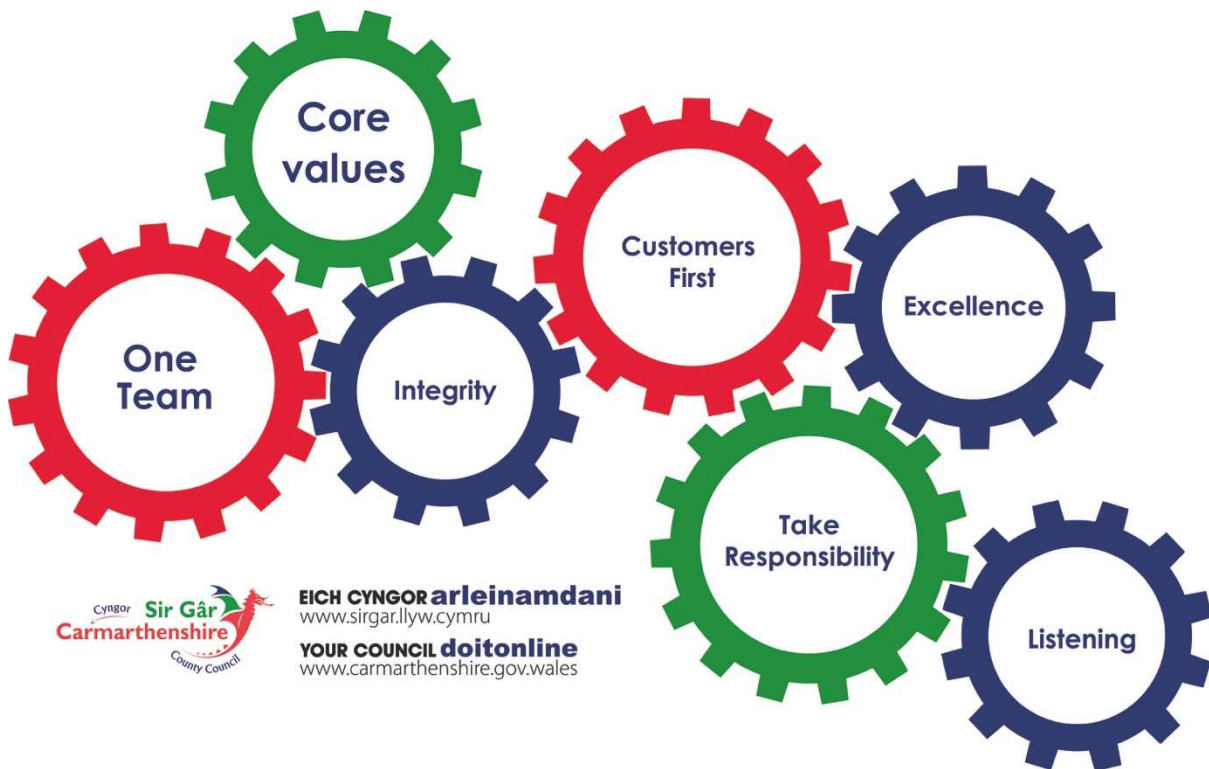 Core
values
One
Team
Integrity
Customers
First
Excellence
Take
Responsibility
Listening
Cyngor Sir Gâr
Carmarthenshire
County Council
EICH CYNGOR arleinamdani
www.sirgar.llyw.cymru
YOUR COUNCIL doitonline
www.carmarthenshire.gov.wales